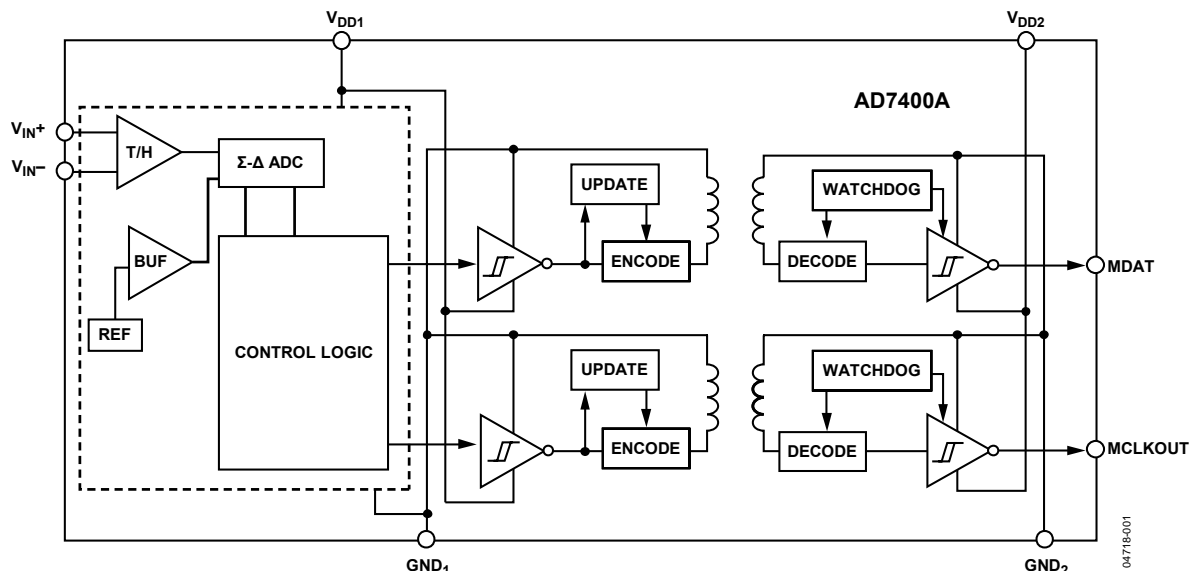 VDD1
VDD2
AD7400A
VIN+
VIN–
T/H
Σ-Δ ADC
UPDATE
WATCHDOG
BUF
ENCODE
DECODE
MDAT
REF
CONTROL LOGIC
UPDATE
WATCHDOG
ENCODE
DECODE
MCLKOUT
GND1
GND2
04718-001